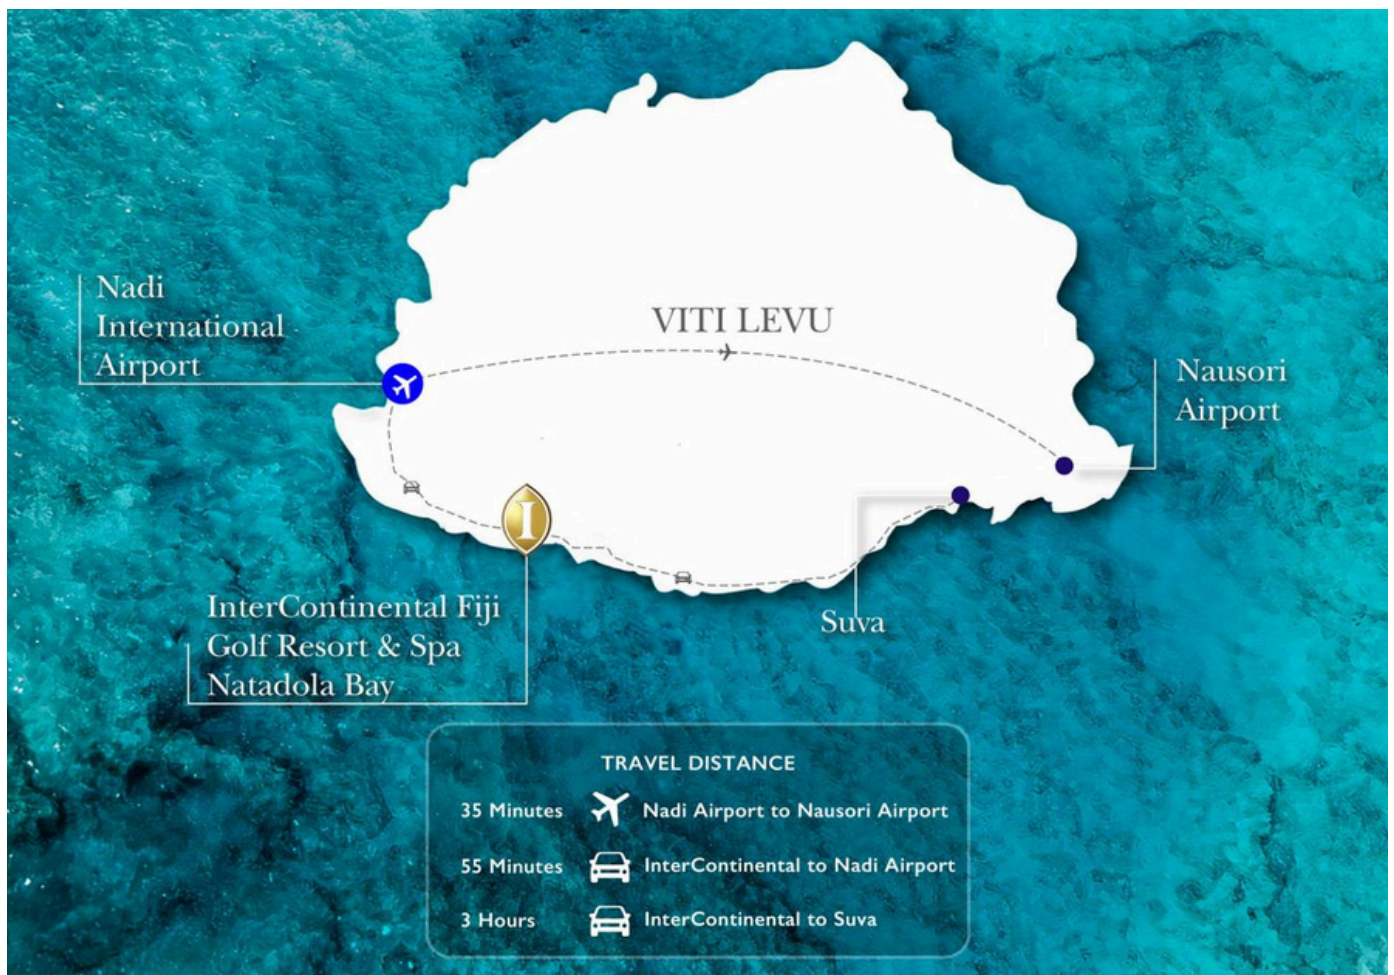 VITI LEVU
Nadi
International
Airport
Nausori
Airport
I
InterContinental Fiji
Golf Resort & Spa
Natadola Bay
Suva
TRAVEL DISTANCE
35 Minutes Nadi Airport to Nausori Airport
55 Minutes InterContinental to Nadi Airport
3 Hours InterContinental to Suva